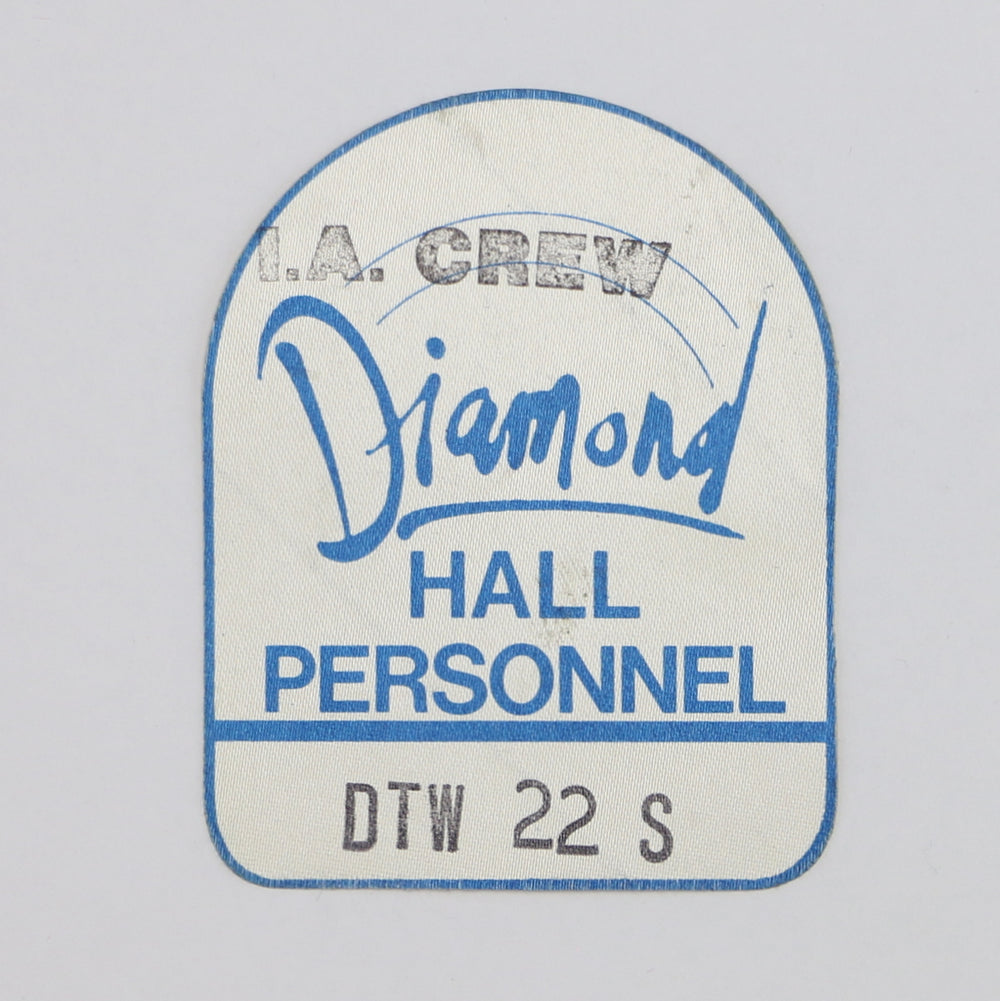 I.A. CREW
Diamond
HALL
PERSONNEL
DTW 22 S